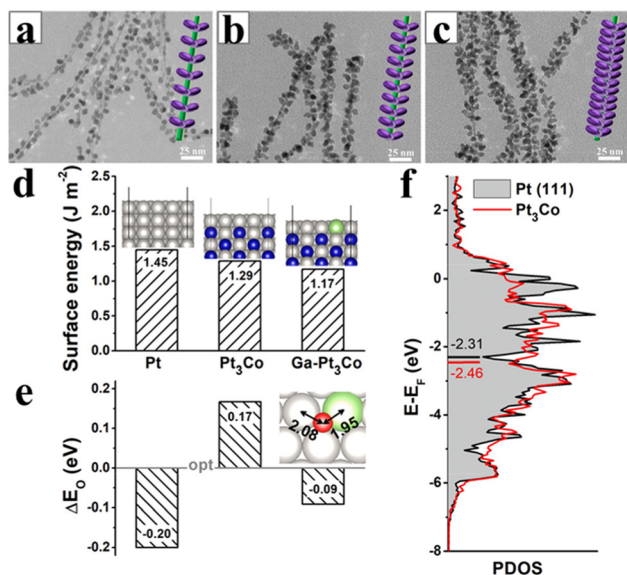 a
25 nm
b
25 nm
c
25 nm
d
Surface energy (J m⁻²)
2.5
2.0
1.5
1.0
0.5
0.0
1.45
1.29
1.17
Pt
Pt₃Co
Ga-Pt₃Co
e
ΔE_O (eV)
0.2
0.1
0.0
-0.1
-0.2
opt
-0.20
0.17
-0.09
2.08
1.95
f
Pt (111)
Pt₃Co
E-E_F (eV)
2
0
-2
-4
-6
-8
-2.31
-2.46
PDOS